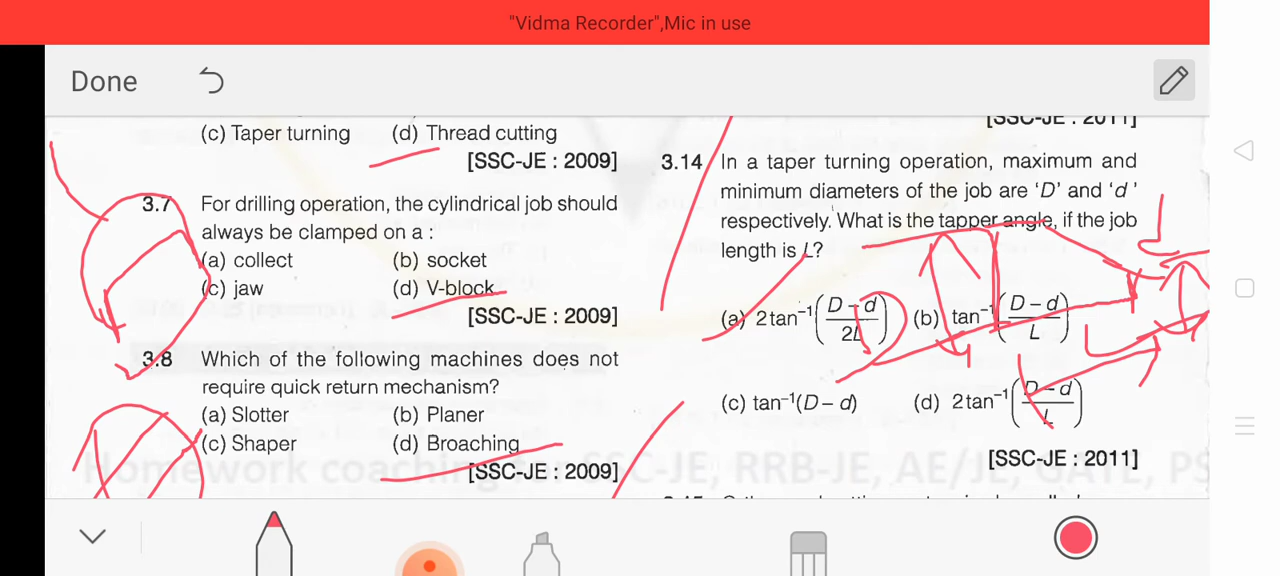 "Vidma Recorder",Mic in use
Done
(c) Taper turning (d) Thread cutting
[SSC-JE : 2009]
3.7 For drilling operation, the cylindrical job should
always be clamped on a :
(a) collect (b) socket
(c) jaw (d) V-block
[SSC-JE : 2009]
3.8 Which of the following machines does not
require quick return mechanism?
(a) Slotter (b) Planer
(c) Shaper (d) Broaching
[SSC-JE : 2009]
[SSC-JE : 2011]
3.14 In a taper turning operation, maximum and
minimum diameters of the job are ‘D’ and ‘d’
respectively. What is the tapper angle, if the job
length is L?
(a) 2tan⁻¹((D – d)/2L) (b) tan⁻¹((D – d)/L)
(c) tan⁻¹(D – d) (d) 2tan⁻¹((D – d)/L)
[SSC-JE : 2011]
Homework coaching for SSC-JE, RRB-JE, AE/JE, GATE, PS